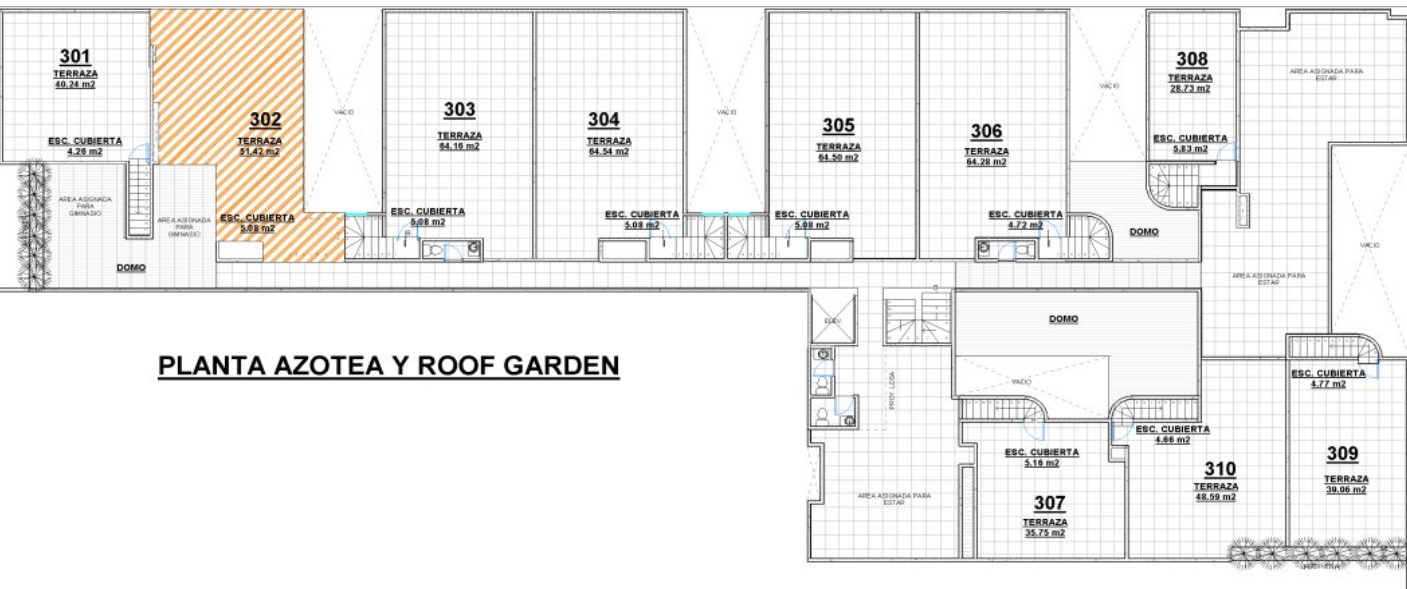 301
TERRAZA
40.24 m2
ESC. CUBIERTA
4.26 m2
AREA ASIGNADA
PARA
GIMNASIO
AREA ASIGNADA
PARA
GIMNASIO
DOMO
302
TERRAZA
51.42 m2
ESC. CUBIERTA
5.08 m2
VACIO
303
TERRAZA
64.16 m2
ESC. CUBIERTA
5.08 m2
304
TERRAZA
64.54 m2
ESC. CUBIERTA
5.08 m2
VACIO
305
TERRAZA
64.50 m2
ESC. CUBIERTA
5.08 m2
306
TERRAZA
64.28 m2
ESC. CUBIERTA
4.72 m2
VACIO
DOMO
308
TERRAZA
28.73 m2
ESC. CUBIERTA
5.83 m2
AREA ASIGNADA PARA
ESTAR
VACIO
AREA ASIGNADA PARA
ESTAR
PLANTA AZOTEA Y ROOF GARDEN
ELEV.
PROY. LOSA
AREA ASIGNADA PARA
ESTAR
DOMO
VACIO
ESC. CUBIERTA
5.16 m2
307
TERRAZA
35.75 m2
ESC. CUBIERTA
4.66 m2
310
TERRAZA
48.59 m2
ESC. CUBIERTA
4.77 m2
309
TERRAZA
39.06 m2